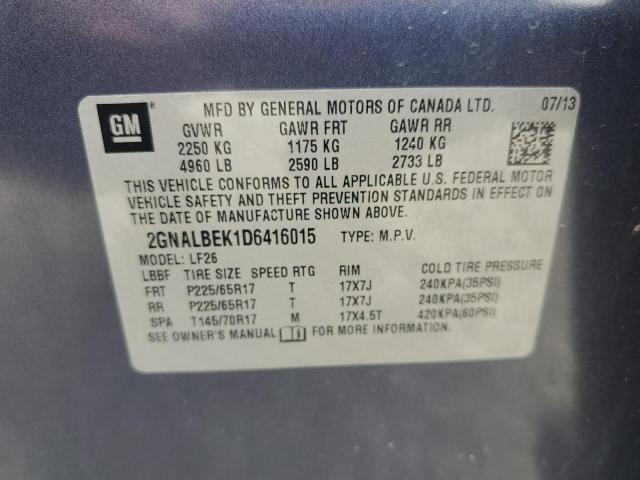 GM
MFD BY GENERAL MOTORS OF CANADA LTD. 07/13
GVWR GAWR FRT GAWR RR
2250 KG 1175 KG 1240 KG
4960 LB 2590 LB 2733 LB
THIS VEHICLE CONFORMS TO ALL APPLICABLE U.S. FEDERAL MOTOR
VEHICLE SAFETY AND THEFT PREVENTION STANDARDS IN EFFECT ON
THE DATE OF MANUFACTURE SHOWN ABOVE.
2GNALBEK1D6416015 TYPE: M.P.V.
MODEL: LF26
LBBF TIRE SIZE SPEED RTG RIM COLD TIRE PRESSURE
FRT P225/65R17 T 17X7J 240KPA(35PSI)
RR P225/65R17 T 17X7J 240KPA(35PSI)
SPA T145/70R17 M 17X4.5T 420KPA(60PSI)
SEE OWNER'S MANUAL FOR MORE INFORMATION.